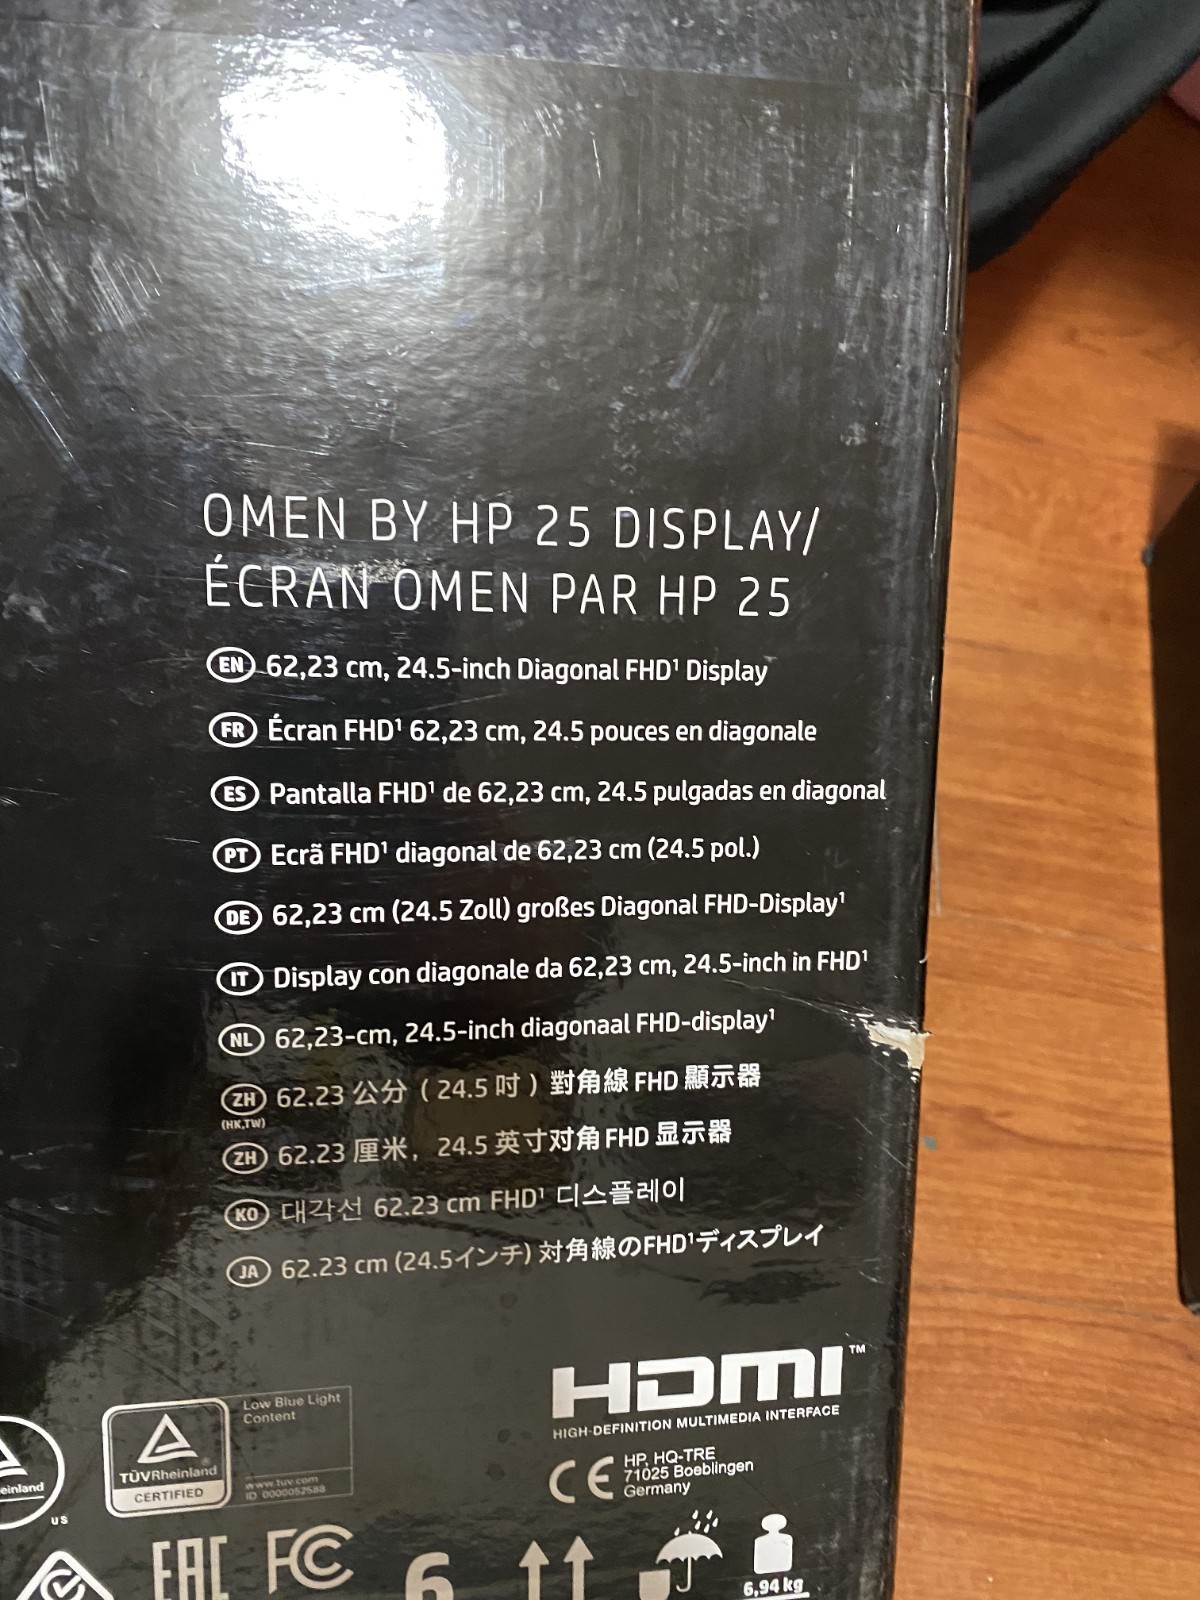 OMEN BY HP 25 DISPLAY/
ÉCRAN OMEN PAR HP 25
EN 62,23 cm, 24.5-inch Diagonal FHD¹ Display
FR Écran FHD¹ 62,23 cm, 24.5 pouces en diagonale
ES Pantalla FHD¹ de 62,23 cm, 24.5 pulgadas en diagonal
PT Ecrã FHD¹ diagonal de 62,23 cm (24.5 pol.)
DE 62,23 cm (24.5 Zoll) großes Diagonal FHD-Display¹
IT Display con diagonale da 62,23 cm, 24.5-inch in FHD¹
NL 62,23-cm, 24.5-inch diagonaal FHD-display¹
ZH 62.23 公分 ( 24.5 吋 ) 對角線 FHD 顯示器
(HK,TW)
ZH 62.23 厘米，24.5 英寸对角 FHD 显示器
KO 대각선 62.23 cm FHD¹ 디스플레이
JA 62.23 cm (24.5インチ) 対角線のFHD¹ディスプレイ
HDMI™
HIGH-DEFINITION MULTIMEDIA INTERFACE
Low Blue Light
Content
TÜVRheinland
CERTIFIED
www.tuv.com
ID 0000052588
einland
US
CE HP, HQ-TRE
71025 Boeblingen
Germany
EAC FC 6
6,94 kg